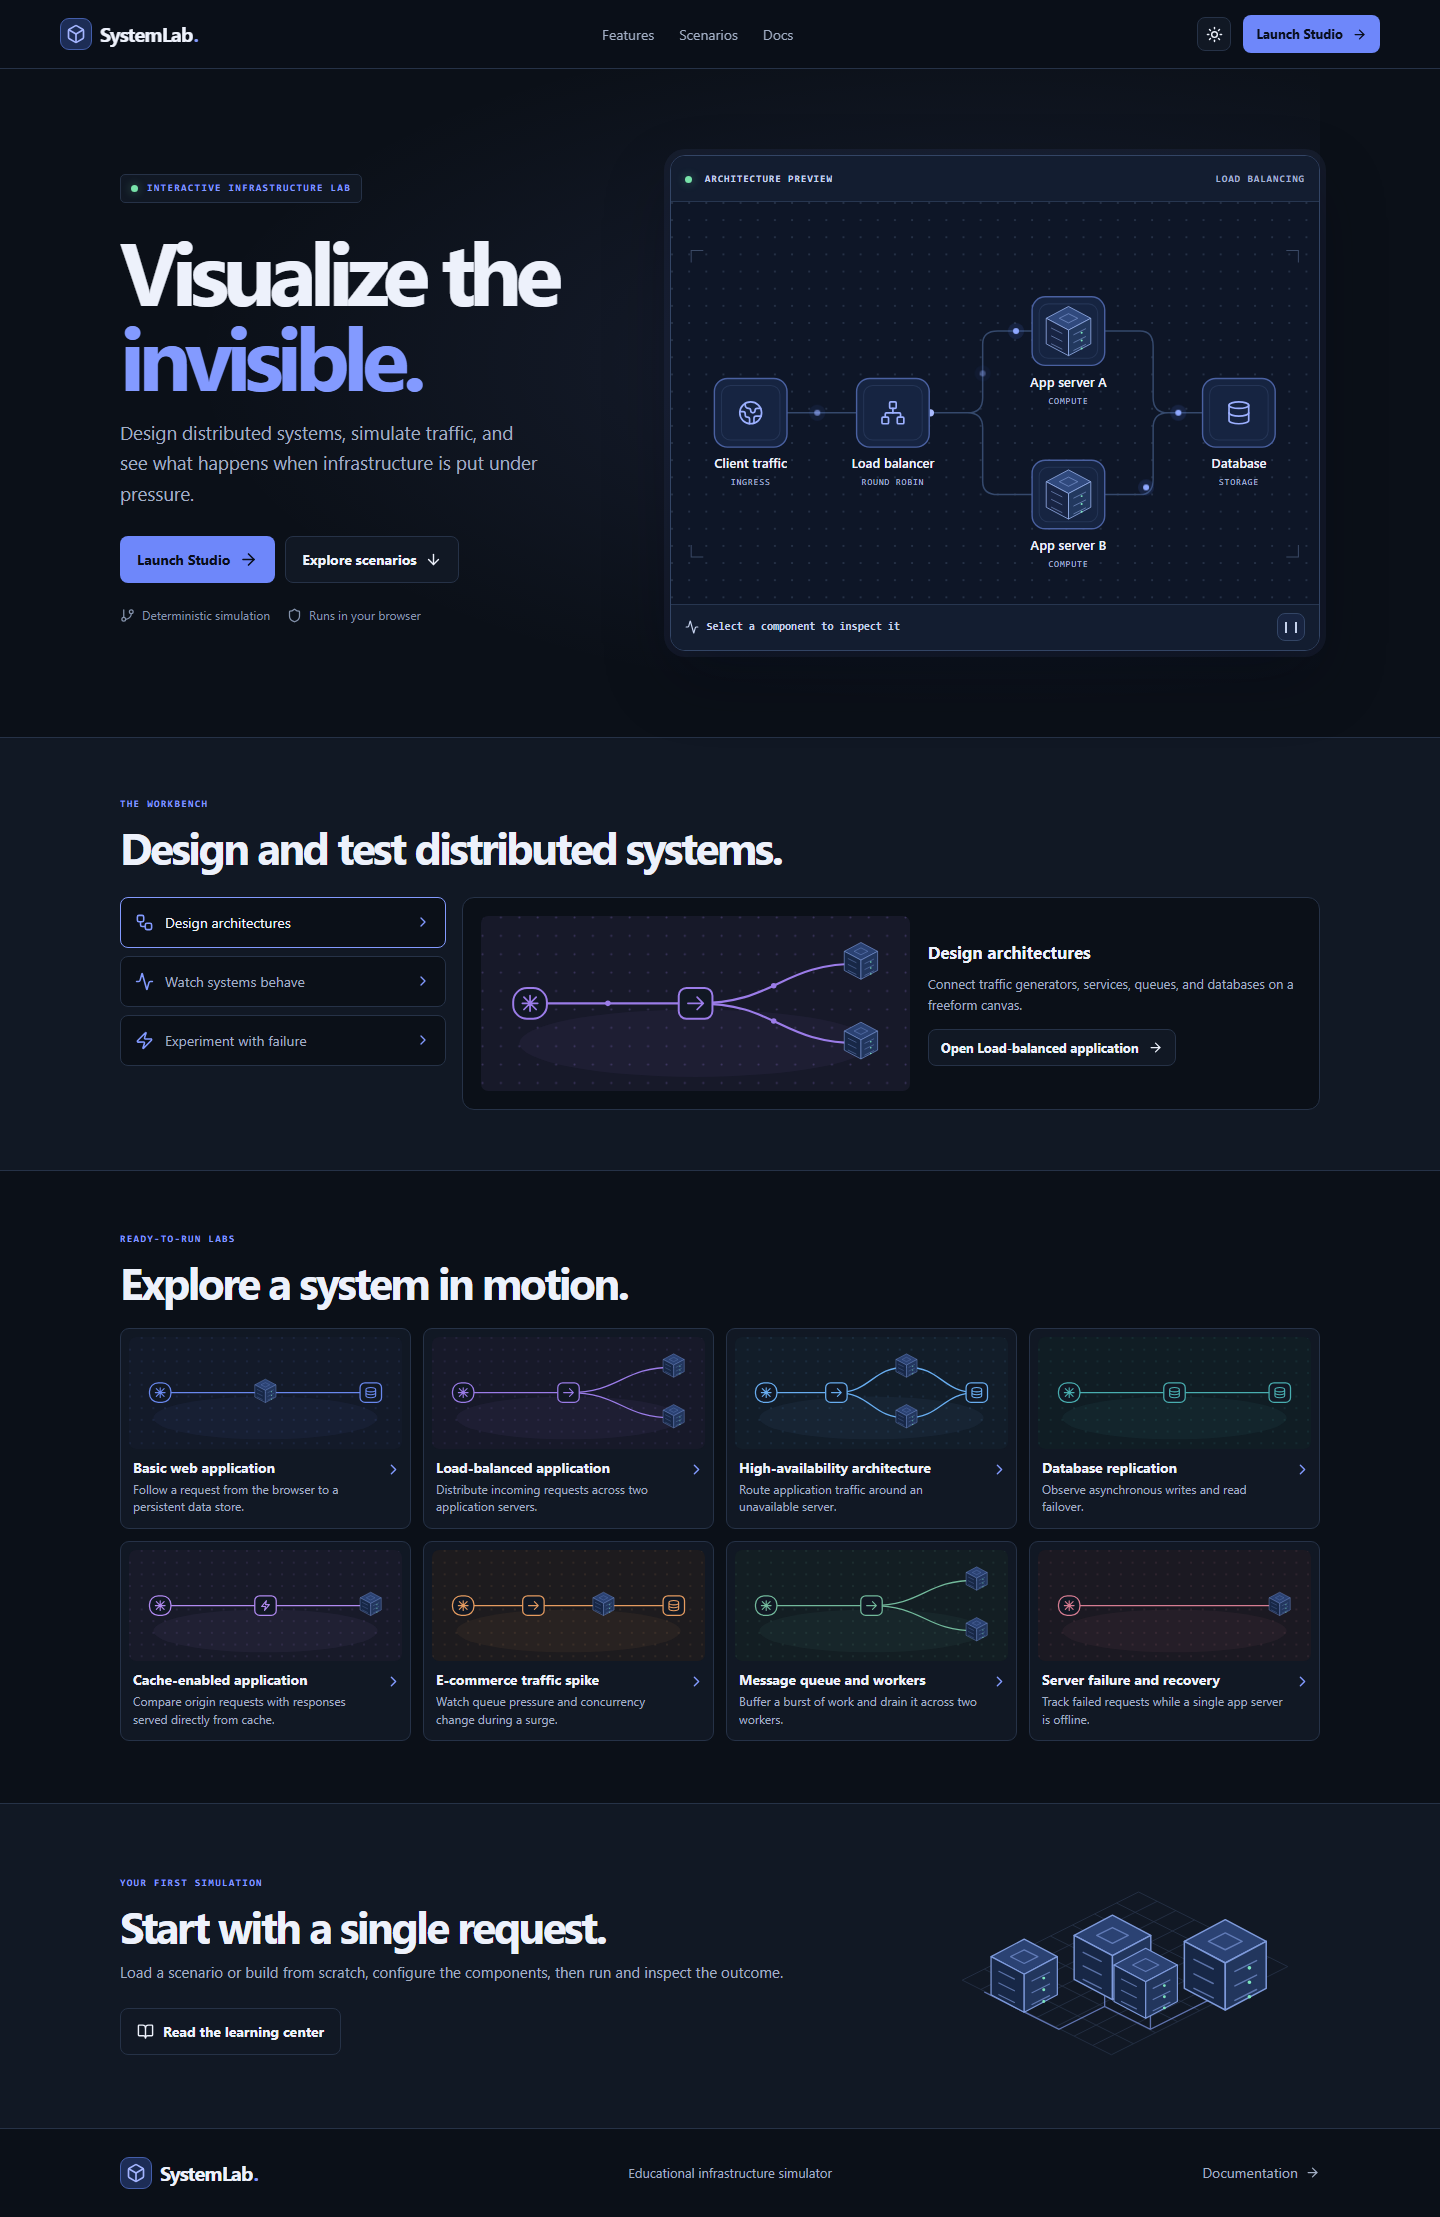 SystemLab.
Features
Scenarios
Docs
Launch Studio
INTERACTIVE INFRASTRUCTURE LAB
Visualize the
invisible.
Design distributed systems, simulate traffic, and
see what happens when infrastructure is put under
pressure.
Launch Studio
Explore scenarios
Deterministic simulation
Runs in your browser
ARCHITECTURE PREVIEW
LOAD BALANCING
App server A
COMPUTE
Client traffic
INGRESS
Load balancer
ROUND ROBIN
Database
STORAGE
App server B
COMPUTE
Select a component to inspect it
THE WORKBENCH
Design and test distributed systems.
Design architectures
Watch systems behave
Experiment with failure
Design architectures
Connect traffic generators, services, queues, and databases on a
freeform canvas.
Open Load-balanced application
READY-TO-RUN LABS
Explore a system in motion.
Basic web application
Follow a request from the browser to a
persistent data store.
Load-balanced application
Distribute incoming requests across two
application servers.
High-availability architecture
Route application traffic around an
unavailable server.
Database replication
Observe asynchronous writes and read
failover.
Cache-enabled application
Compare origin requests with responses
served directly from cache.
E-commerce traffic spike
Watch queue pressure and concurrency
change during a surge.
Message queue and workers
Buffer a burst of work and drain it across two
workers.
Server failure and recovery
Track failed requests while a single app server
is offline.
YOUR FIRST SIMULATION
Start with a single request.
Load a scenario or build from scratch, configure the components, then run and inspect the outcome.
Read the learning center
SystemLab.
Educational infrastructure simulator
Documentation